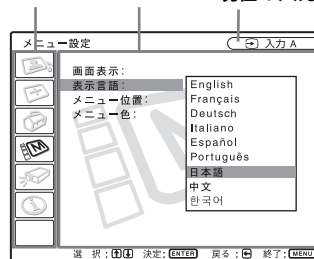 メニュー設定
入力 A
画面表示:
表示言語:
メニュー位置:
メニュー色:
English
Français
Deutsch
Italiano
Español
Português
日本語
中文
한국어
選 択: 決定: ENTER 戻る: 終了: MENU